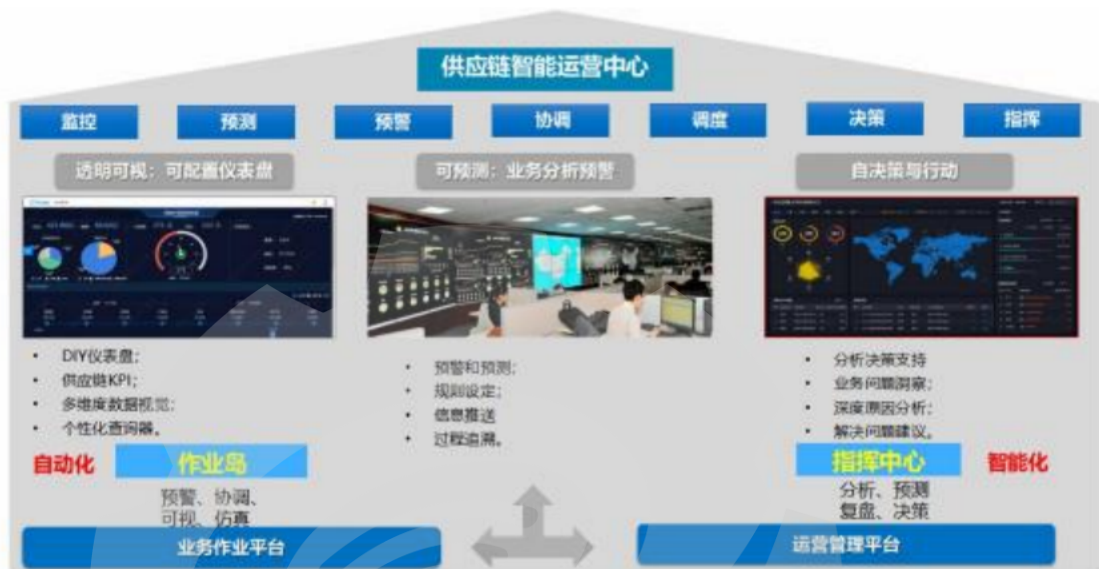 供应链智能运营中心
监控
预测
预警
协调
调度
决策
指挥
透明可视：可配置仪表盘
可预测：业务分析预警
自决策与行动
• DIY仪表盘;
• 供应链KPI;
• 多维度数据视觉;
• 个性化查询器。
• 预警和预测;
• 规则设定;
• 信息推送
• 过程追溯。
• 分析决策支持
• 业务问题洞察;
• 深度原因分析;
• 解决问题建议。
自动化
作业岛
预警、协调、
可视、仿真
指挥中心
智能化
分析、预测
复盘、决策
业务作业平台
运营管理平台